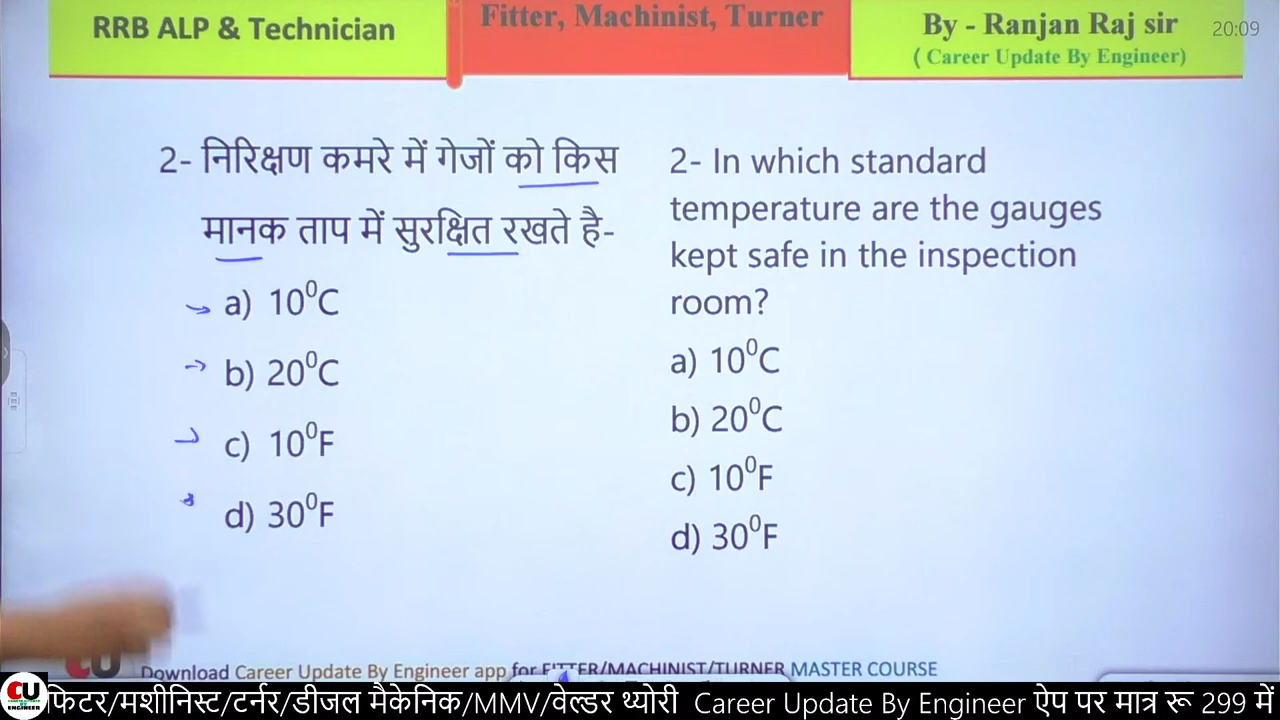 RRB ALP & Technician
Fitter, Machinist, Turner
By - Ranjan Raj sir
( Career Update By Engineer)
20:09
2- निरिक्षण कमरे में गेजों को किस
मानक ताप में सुरक्षित रखते है-
a) 10⁰C
b) 20⁰C
c) 10⁰F
d) 30⁰F
2- In which standard
temperature are the gauges
kept safe in the inspection
room?
a) 10⁰C
b) 20⁰C
c) 10⁰F
d) 30⁰F
CU
Download Career Update By Engineer app for FITTER/MACHINIST/TURNER MASTER COURSE
CU
ENGINEER
फिटर/मशीनिस्ट/टर्नर/डीजल मैकेनिक/MMV/वेल्डर थ्योरी Career Update By Engineer ऐप पर मात्र रू 299 में